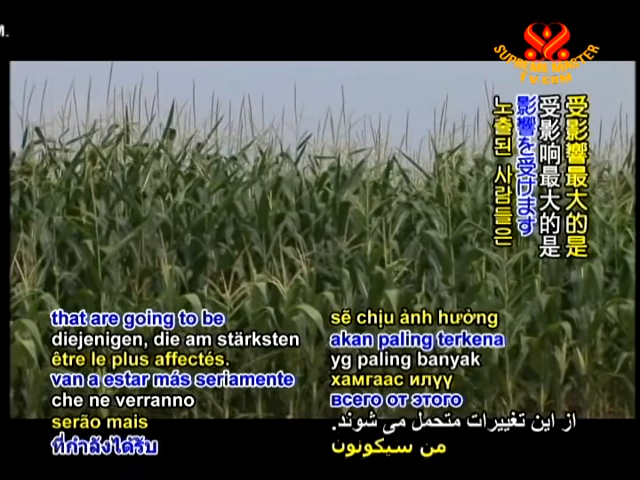 M.
SUPREME MASTER
TV.COM
受影響最大的是
受影响最大的是
影響を受けます
노출된 사람들은
that are going to be
diejenigen, die am stärksten
être le plus affectés.
van a estar más seriamente
che ne verranno
serão mais
ที่กำลังได้รับ
sẽ chịu ảnh hưởng
akan paling terkena
yg paling banyak
хамгаас илүү
всего от этого
از این تغییرات متحمل می شوند.
من سيكونون